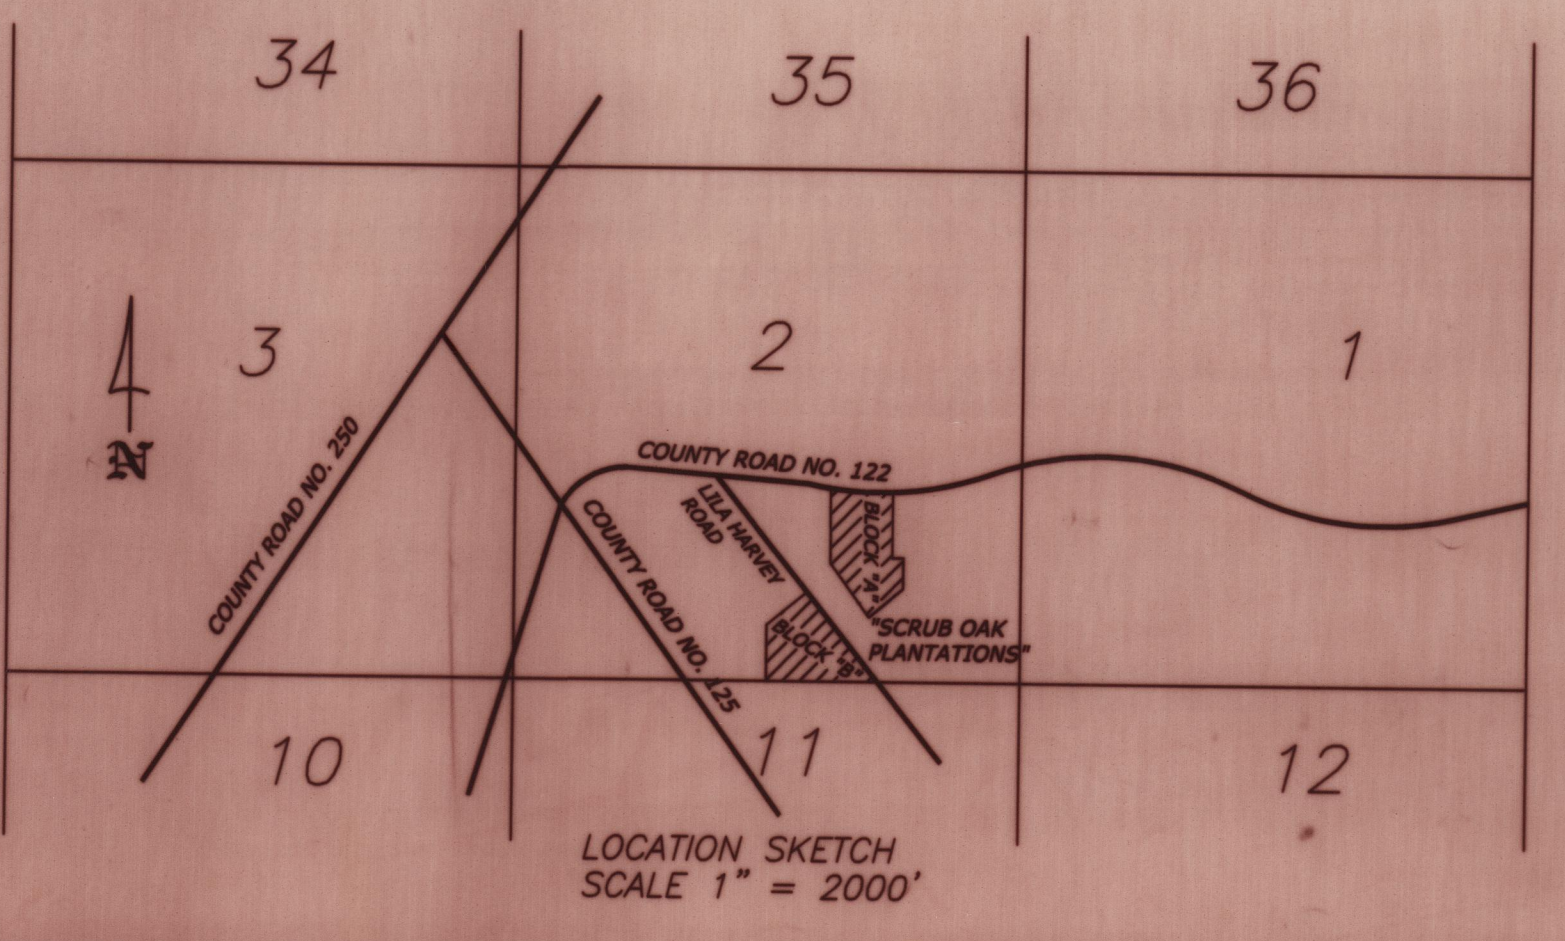 34
35
36
3
2
1
N
COUNTY ROAD NO. 250
COUNTY ROAD NO. 122
LILA HARVEY
ROAD
COUNTY ROAD NO. 125
BLOCK "A"
BLOCK "B"
"SCRUB OAK
PLANTATIONS"
10
11
12
LOCATION SKETCH
SCALE 1" = 2000'